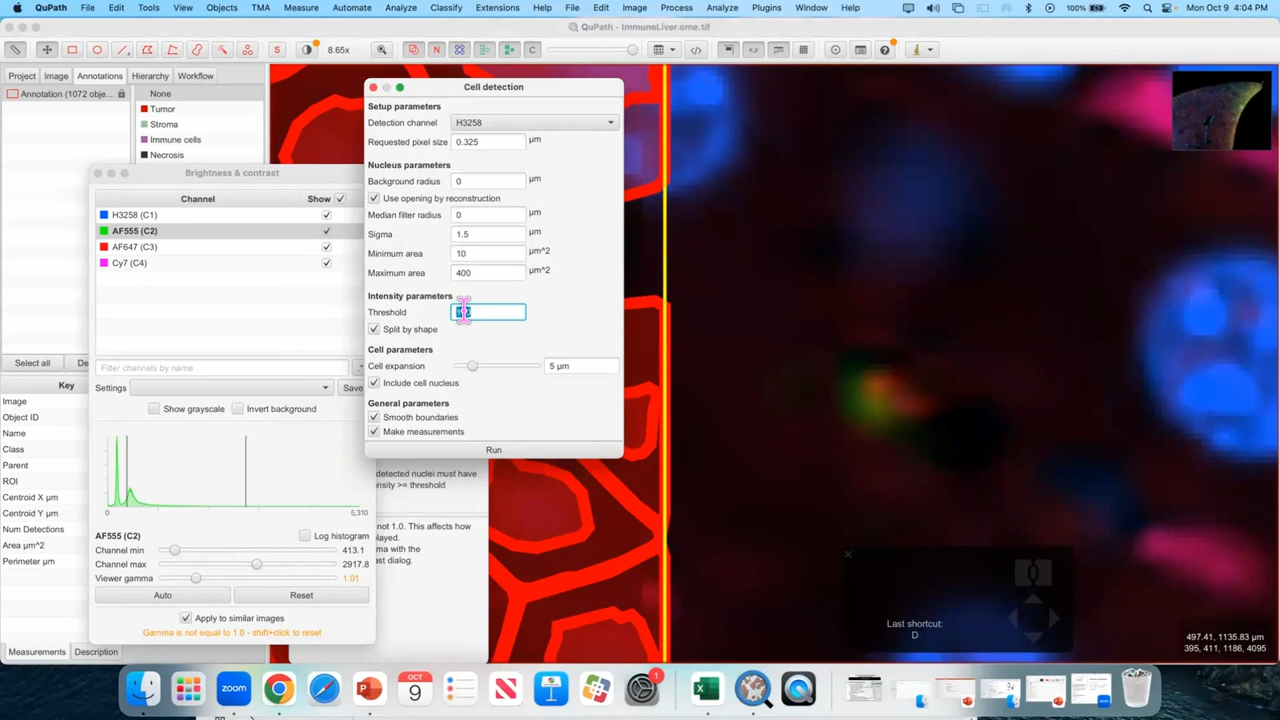 QuPath File Edit Tools View Objects TMA Measure Automate Analyze Classify Extensions Help File Edit Image Process Analyze Plugins Window Help 100% Mon Oct 9 4:04 PM
QuPath - ImmuneLiver.ome.tif
S 8.65x N C x,y
Project Image Annotations Hierarchy Workflow
Annotation (1072 obje...
None
Tumor
Stroma
Immune cells
Necrosis
Select all De
Key
Image
Object ID
Name
Class
Parent
ROI
Centroid X µm
Centroid Y µm
Num Detections
Area µm^2
Perimeter µm
Measurements Description
Brightness & contrast
Channel Show
H3258 (C1)
AF555 (C2)
AF647 (C3)
Cy7 (C4)
Filter channels by name
Settings Save
Show grayscale Invert background
0 5,310
AF555 (C2) Log histogram
Channel min 413.1
Channel max 2917.8
Viewer gamma 1.01
Auto Reset
Apply to similar images
Gamma is not equal to 1.0 - shift+click to reset
Cell detection
Setup parameters
Detection channel H3258
Requested pixel size 0.325 µm
Nucleus parameters
Background radius 0 µm
Use opening by reconstruction
Median filter radius 0 µm
Sigma 1.5 µm
Minimum area 10 µm^2
Maximum area 400 µm^2
Intensity parameters
Threshold
Split by shape
Cell parameters
Cell expansion 5 µm
Include cell nucleus
General parameters
Smooth boundaries
Make measurements
Run
detected nuclei must have
ensity >= threshold
not 1.0. This affects how
played.
ma with the
ast dialog.
Last shortcut:
D
497.41, 1135.83 µm
395, 411, 1186, 4095
zoom
OCT
9
1